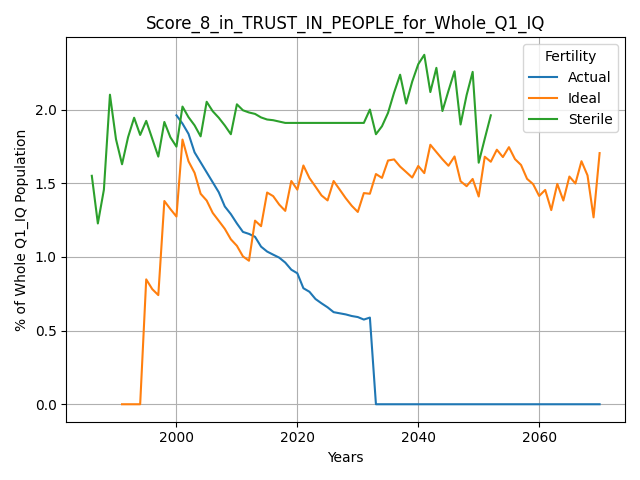 Score_8_in_TRUST_IN_PEOPLE_for_Whole_Q1_IQ
Fertility
Actual
Ideal
Sterile
% of Whole Q1_IQ Population
2.0
1.5
1.0
0.5
0.0
2000
2020
2040
2060
Years